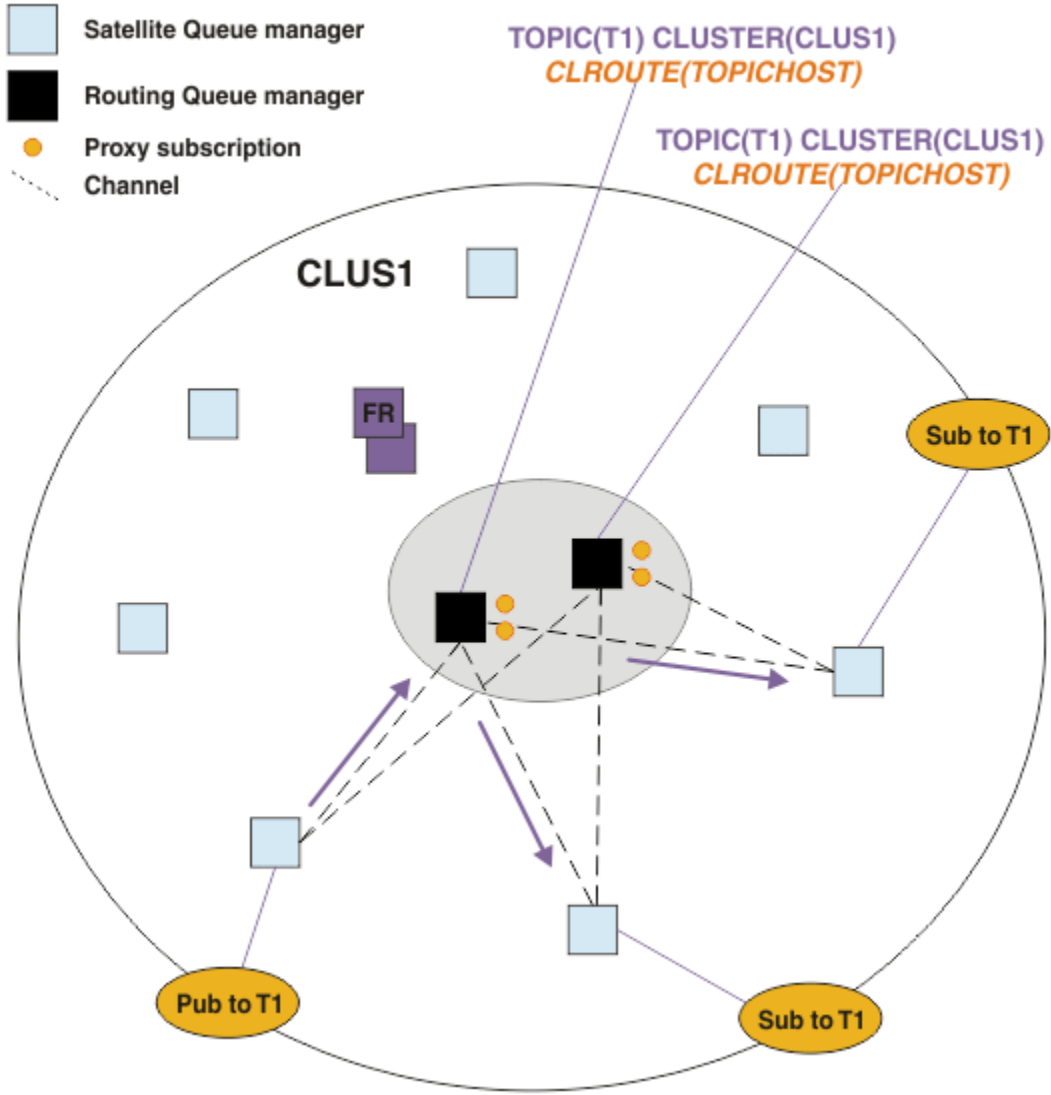 Satellite Queue manager
Routing Queue manager
Proxy subscription
Channel
TOPIC(T1) CLUSTER(CLUS1)
CLROUTE(TOPICHOST)
TOPIC(T1) CLUSTER(CLUS1)
CLROUTE(TOPICHOST)
CLUS1
FR
Sub to T1
Pub to T1
Sub to T1